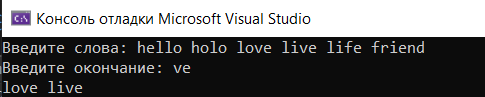 Консоль отладки Microsoft Visual Studio
Введите слова: hello holo love live life friend
Введите окончание: ve
love live